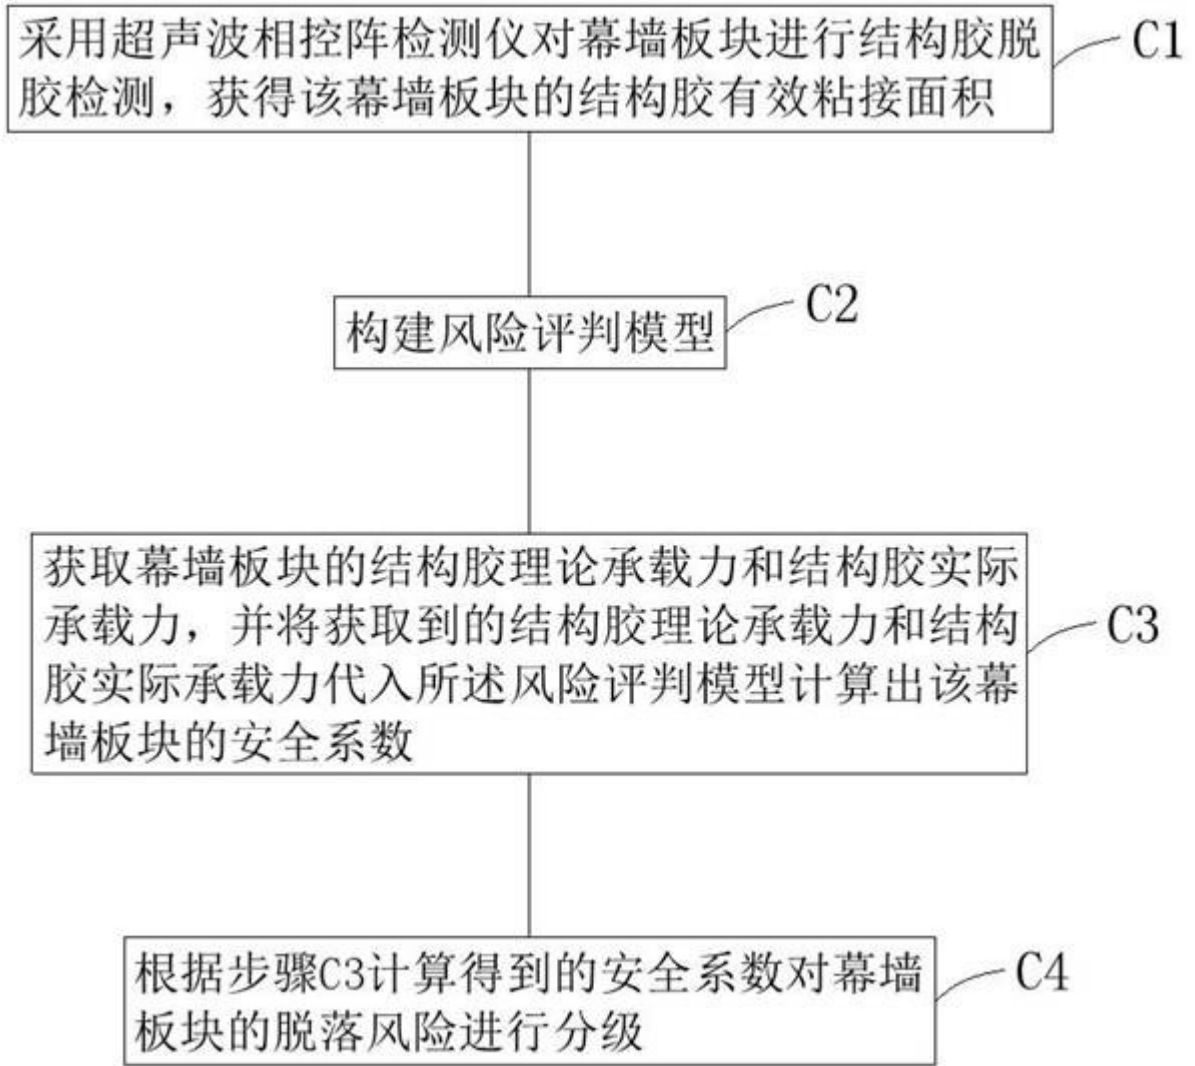 采用超声波相控阵检测仪对幕墙板块进行结构胶脱
胶检测，获得该幕墙板块的结构胶有效粘接面积
C1
构建风险评判模型
C2
获取幕墙板块的结构胶理论承载力和结构胶实际
承载力，并将获取到的结构胶理论承载力和结构
胶实际承载力代入所述风险评判模型计算出该幕
墙板块的安全系数
C3
根据步骤C3计算得到的安全系数对幕墙
板块的脱落风险进行分级
C4